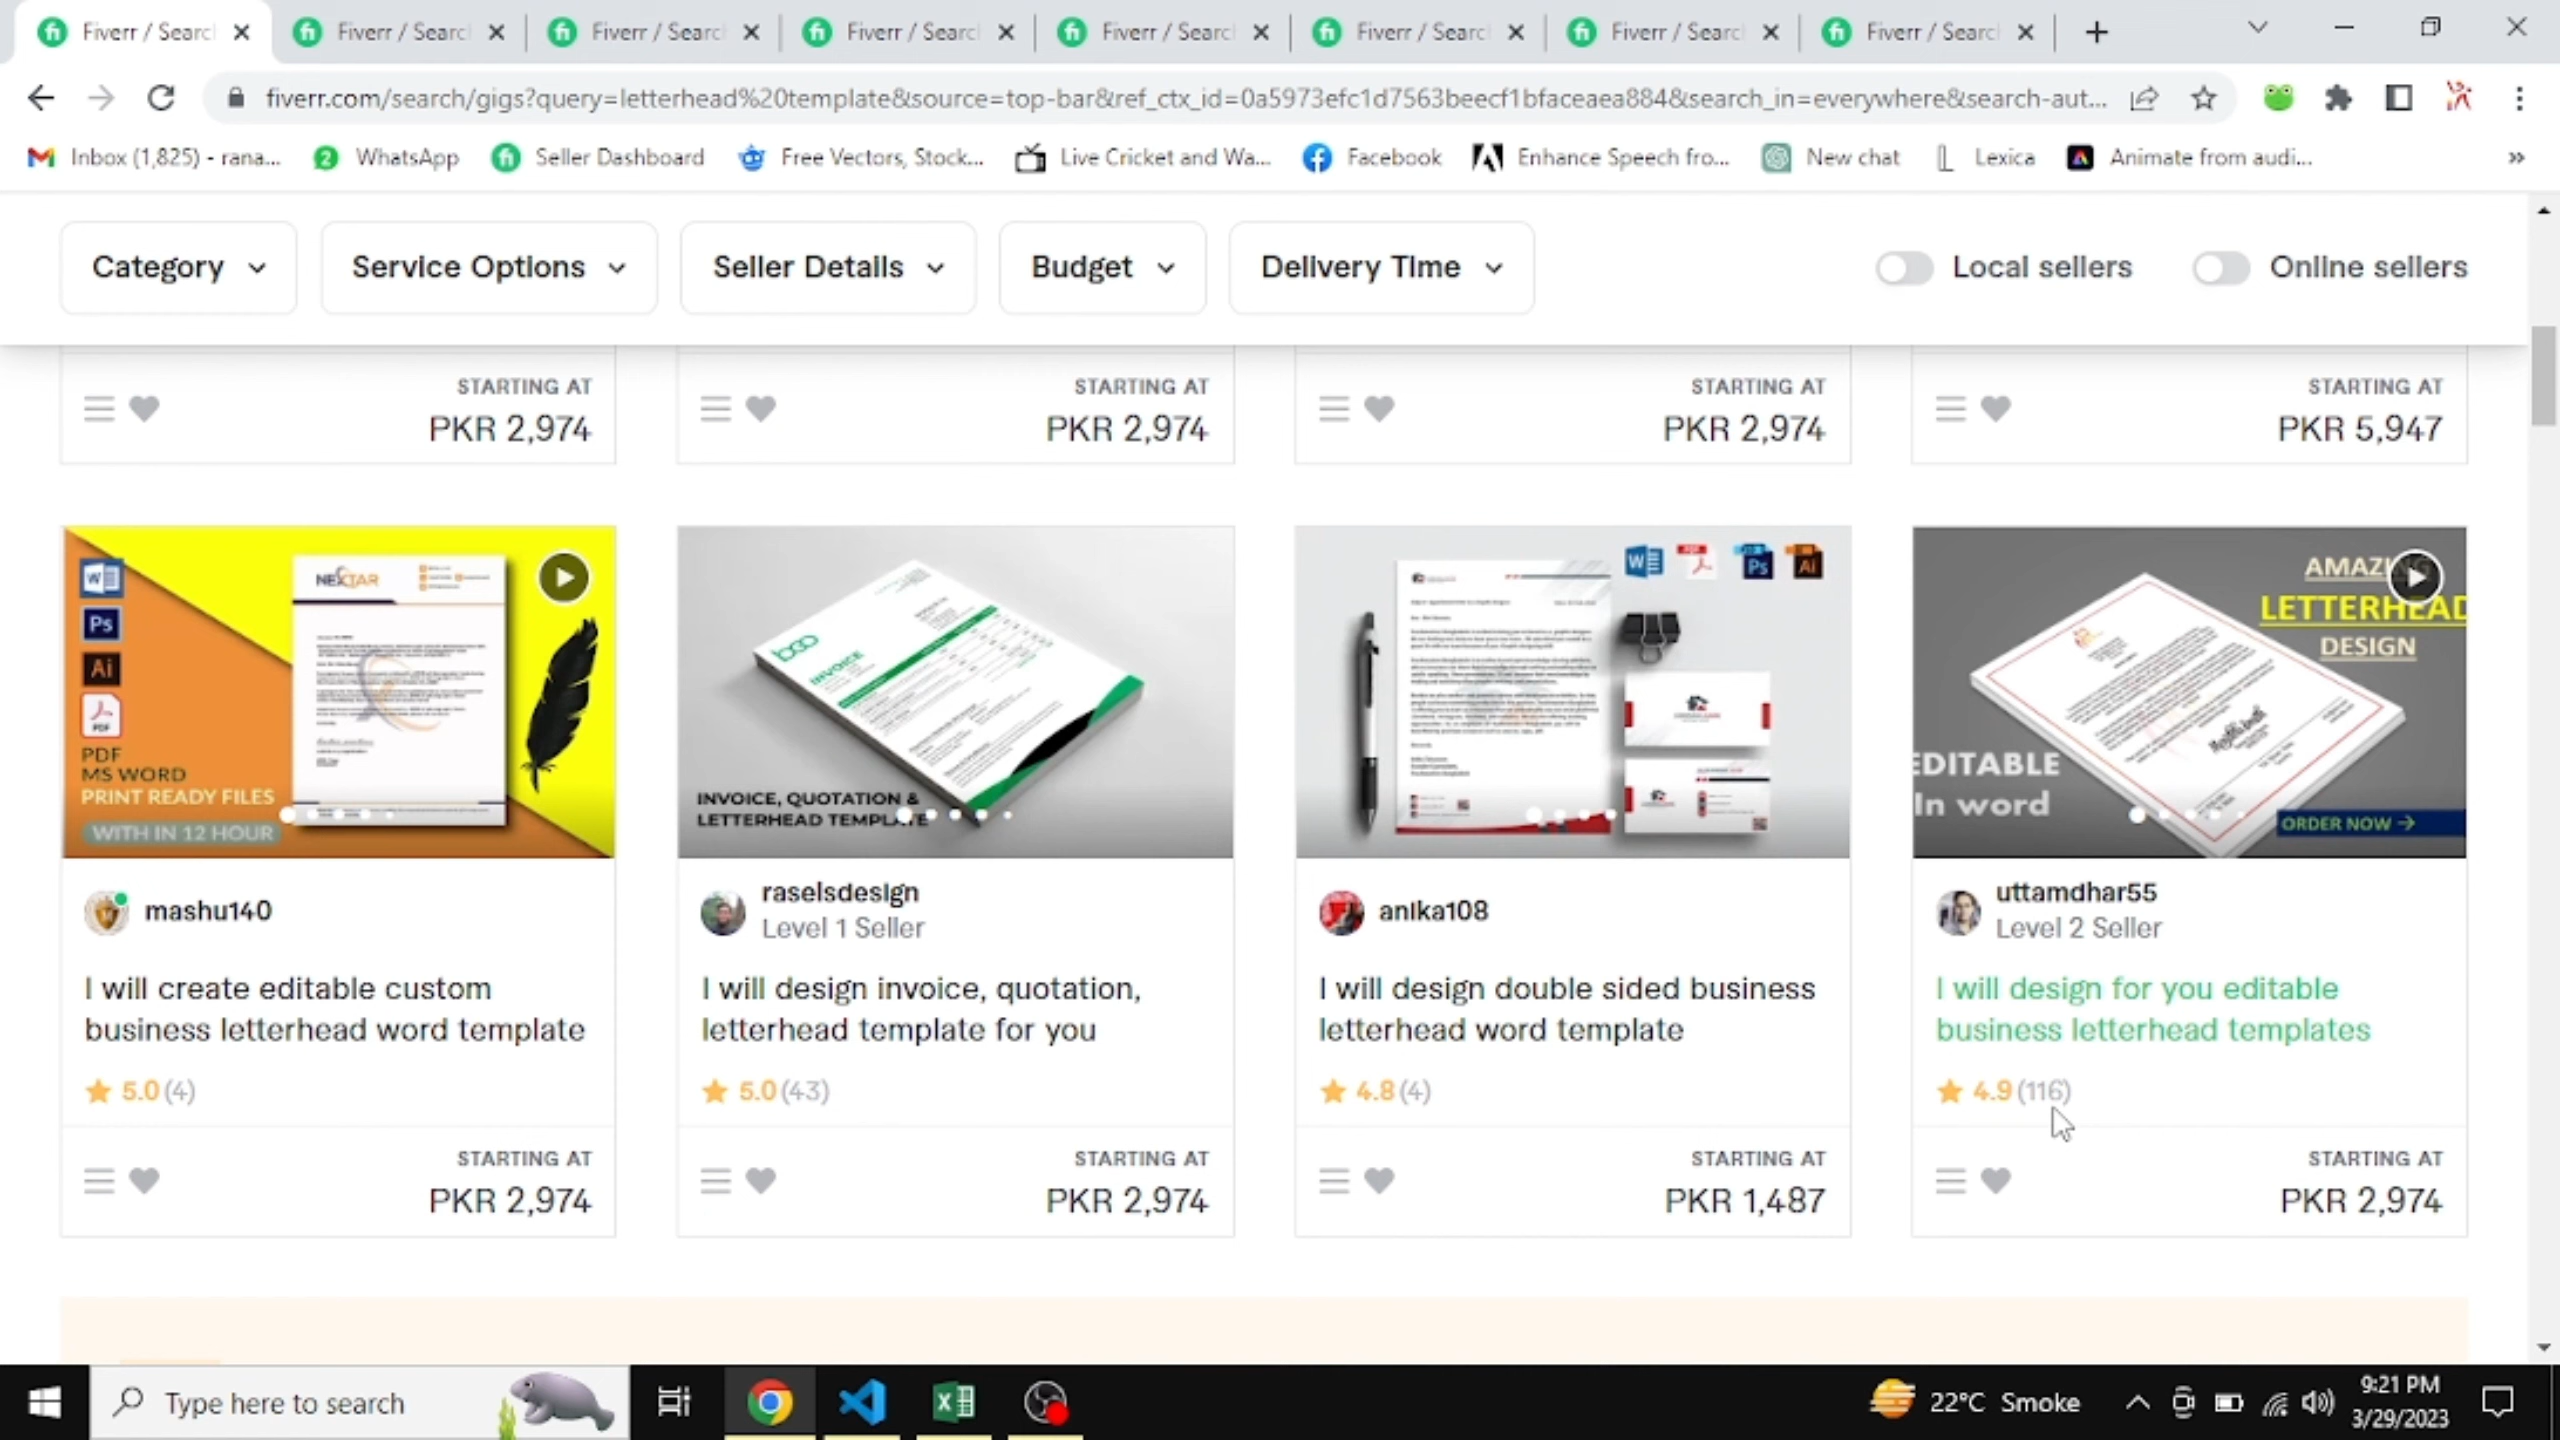 Fiverr / Searc
Fiverr / Searc
Fiverr / Searc
Fiverr / Searc
Fiverr / Searc
Fiverr / Searc
Fiverr / Searc
Fiverr / Searc
fiverr.com/search/gigs?query=letterhead%20template&source=top-bar&ref_ctx_id=0a5973efc1d7563beecf1bfaceaea884&search_in=everywhere&search-aut...
Inbox (1,825) - rana...
WhatsApp
Seller Dashboard
Free Vectors, Stock...
Live Cricket and Wa...
Facebook
Enhance Speech fro...
New chat
Lexica
Animate from audi...
Category
Service Options
Seller Details
Budget
Delivery Time
Local sellers
Online sellers
STARTING AT
PKR 2,974
STARTING AT
PKR 2,974
STARTING AT
PKR 2,974
STARTING AT
PKR 5,947
W
Ps
Ai
PDF
NEXTAR
PDF
MS WORD
PRINT READY FILES
WITH IN 12 HOUR
INVOICE
INVOICE, QUOTATION &
LETTERHEAD TEMPLATE
W
PDF
Ps
Ai
AMAZING
LETTERHEAD
DESIGN
EDITABLE
In word
ORDER NOW →
mashu140
I will create editable custom
business letterhead word template
5.0 (4)
STARTING AT
PKR 2,974
raselsdesign
Level 1 Seller
I will design invoice, quotation,
letterhead template for you
5.0 (43)
STARTING AT
PKR 2,974
anika108
I will design double sided business
letterhead word template
4.8 (4)
STARTING AT
PKR 1,487
uttamdhar55
Level 2 Seller
I will design for you editable
business letterhead templates
4.9 (116)
STARTING AT
PKR 2,974
Type here to search
22°C Smoke
9:21 PM
3/29/2023